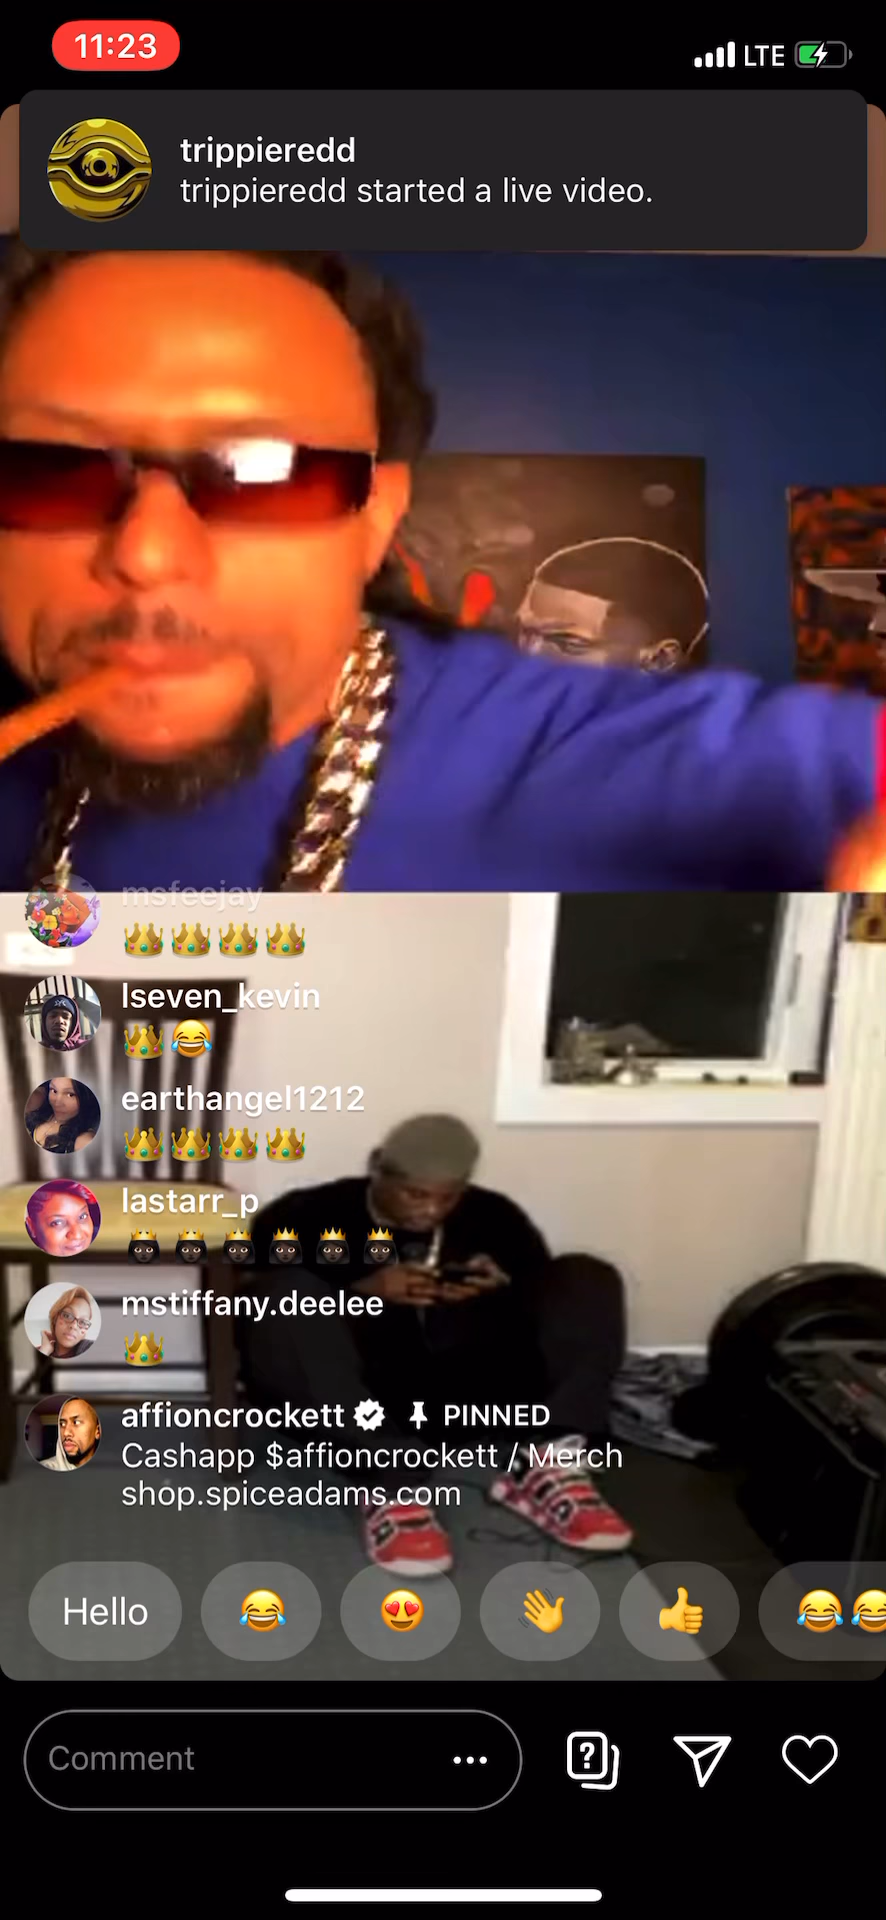 11:23
LTE
trippieredd
trippieredd started a live video.
msfeejay
👑👑👑👑
lseven_kevin
👑😂
earthangel1212
👑👑👑👑
lastarr_p
👸🏿👸🏿👸🏿👸🏿👸🏿👸🏿
mstiffany.deelee
👑
affioncrockett PINNED
Cashapp $affioncrockett / Merch
shop.spiceadams.com
Hello 😂 😍 👋 👍 😂😂
Comment